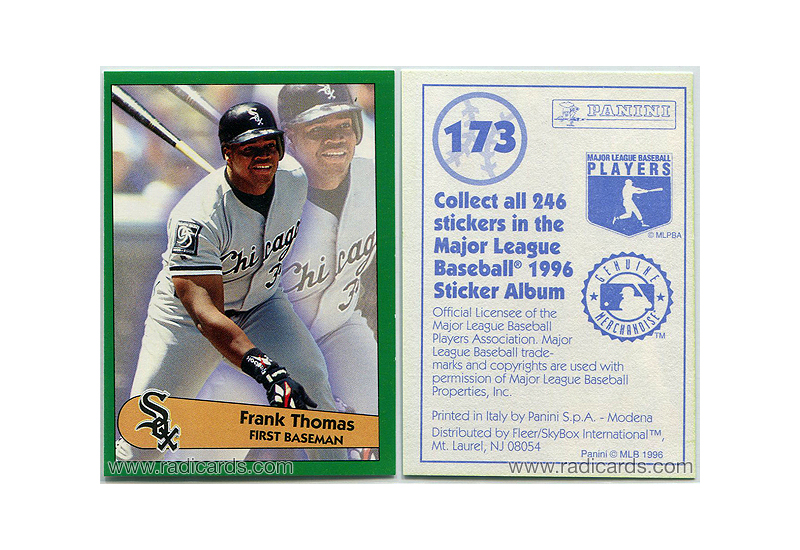 Sox
Chicago
Chicago
Sox
Frank Thomas
FIRST BASEMAN
www.radicards.com
173
PANINI
MAJOR LEAGUE BASEBALL
PLAYERS
© MLPBA
Collect all 246
stickers in the
Major League
Baseball® 1996
Sticker Album
GENUINE
MERCHANDISE
TM
Official Licensee of the
Major League Baseball
Players Association. Major
League Baseball trade-
marks and copyrights are used with
permission of Major League Baseball
Properties, Inc.
Printed in Italy by Panini S.p.A. - Modena
Distributed by Fleer/SkyBox International™,
Mt. Laurel, NJ 08054
Panini © MLB 1996
www.radicards.com